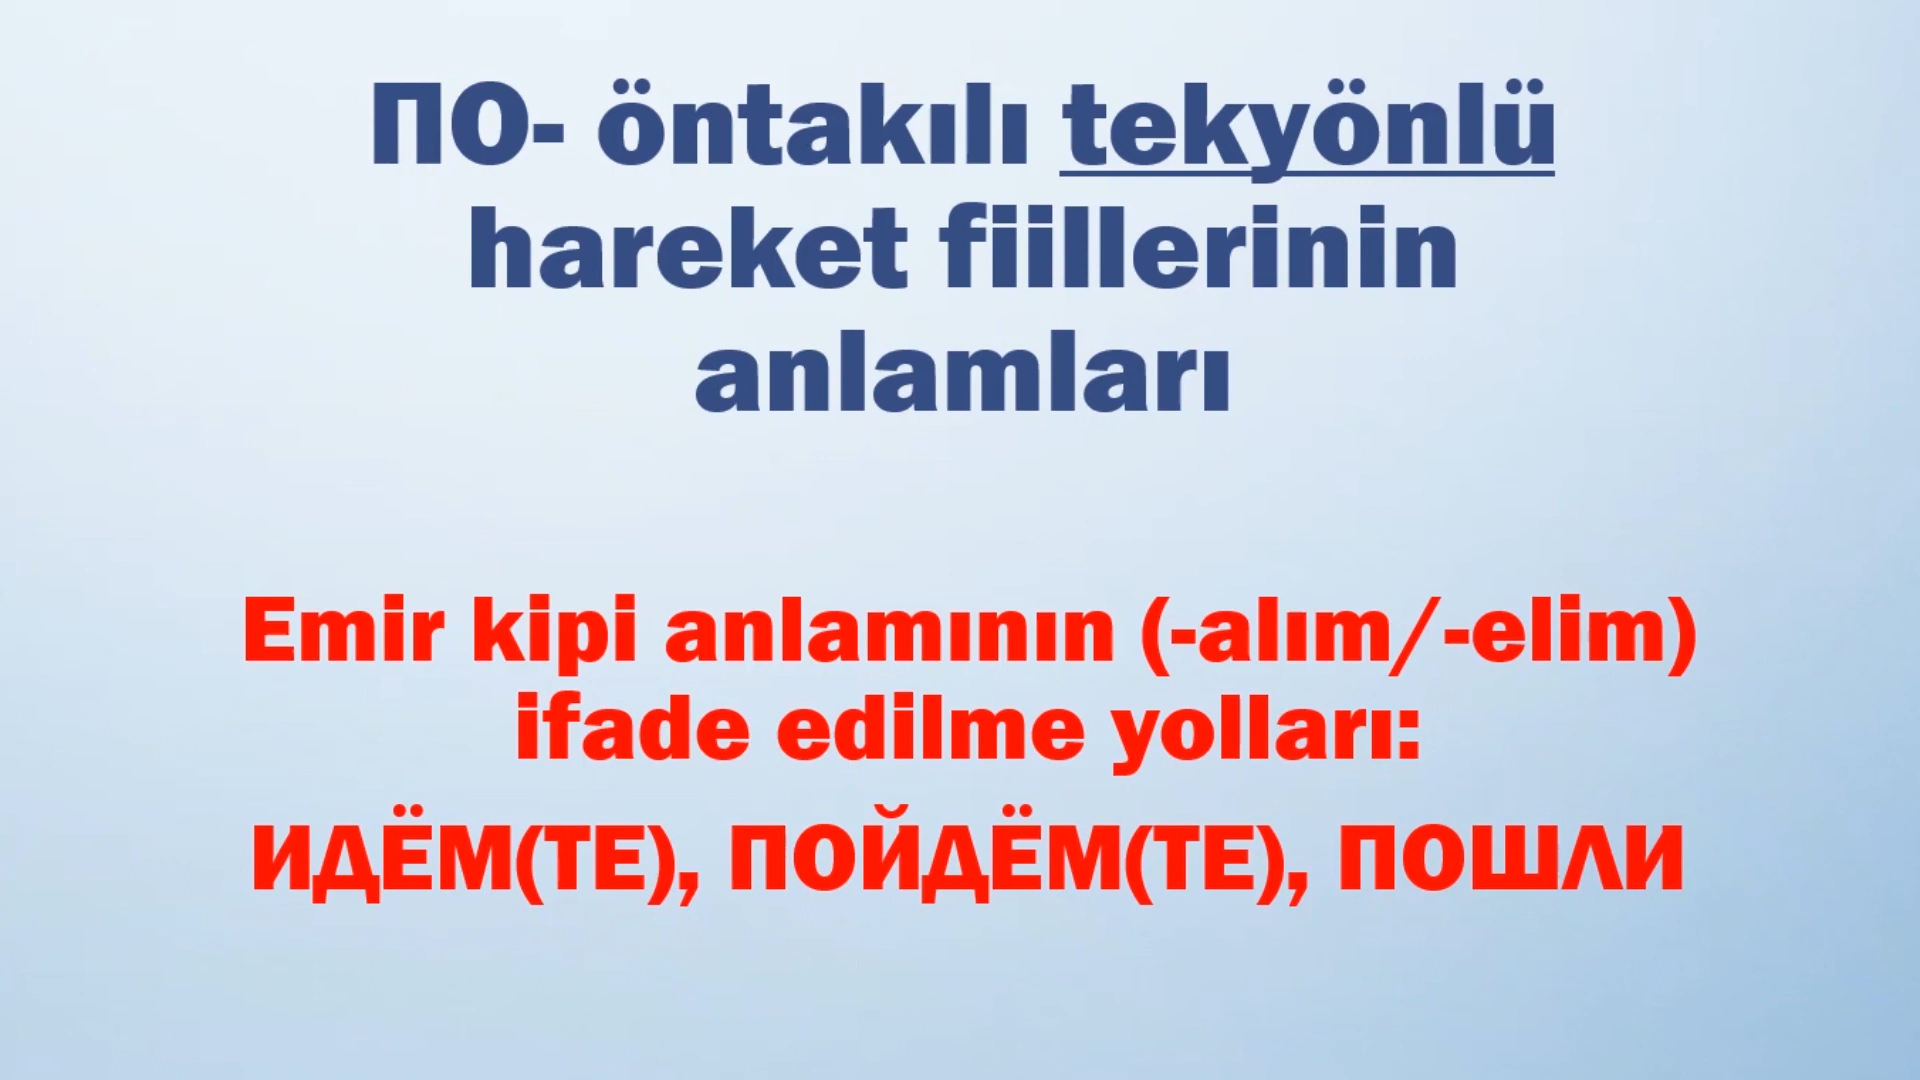 ПО- öntakılı tekyönlü
hareket fiillerinin
anlamları
Emir kipi anlamının (-alım/-elim)
ifade edilme yolları:
ИДЁМ(ТЕ), ПОЙДЁМ(ТЕ), ПОШЛИ